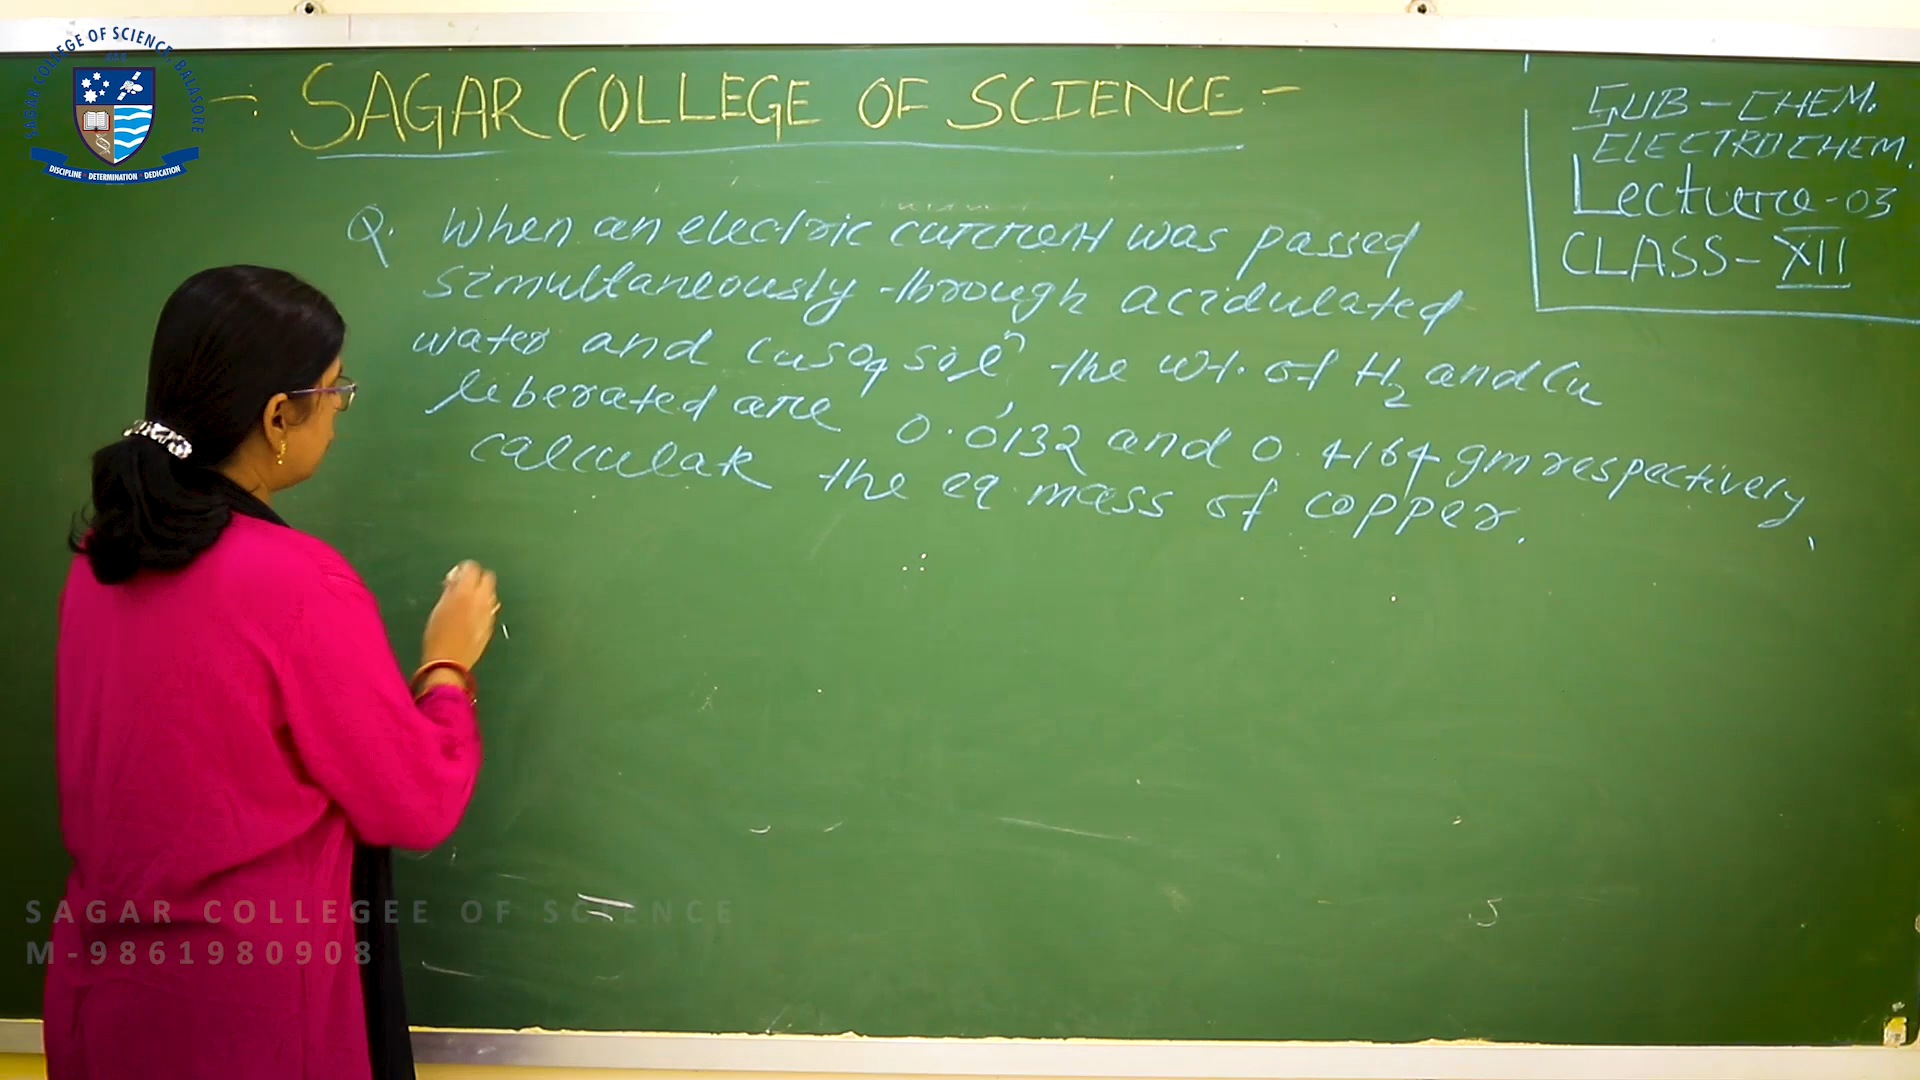 SAGAR COLLEGE OF SCIENCE, BALASORE
DISCIPLINE DETERMINATION DEDICATION
-: SAGAR COLLEGE OF SCIENCE -
SUB - CHEM.
ELECTROCHEM.
Lecture - 03
CLASS - XII
Q. When an electric current was passed
simultaneously through acidulated
water and CuSO4 solⁿ the wt. of H2 and Cu
liberated are 0.0132 and 0.4164 gm respectively,
calculate the eq. mass of copper.
SAGAR COLLEGEE OF SCIENCE
M-9861980908